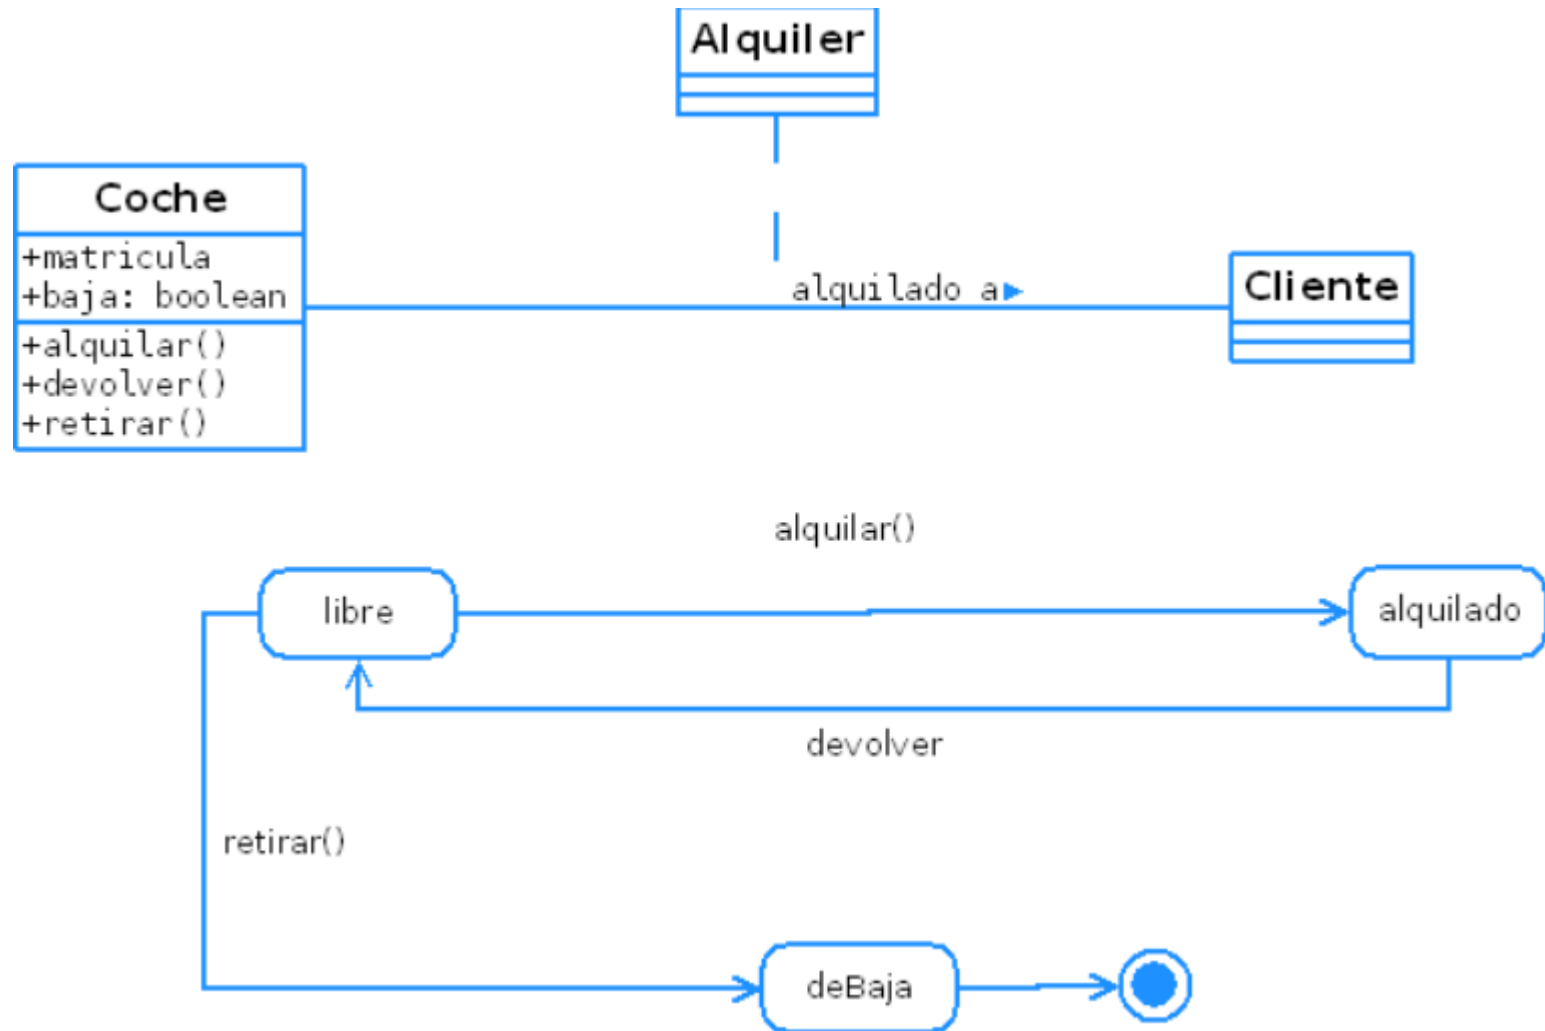 Alquiler
Coche
+matricula
+baja: boolean
+alquilar()
+devolver()
+retirar()
alquilado a
Cliente
alquilar()
libre
alquilado
devolver
retirar()
deBaja